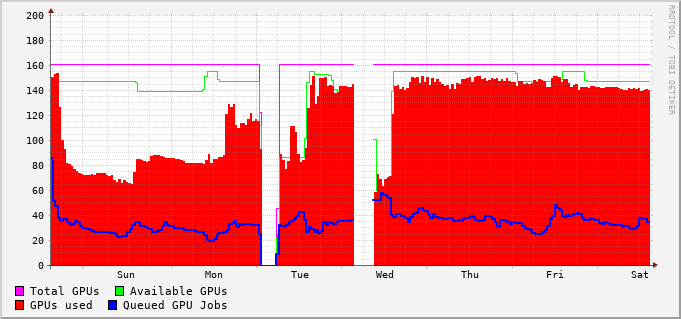 200
180
160
140
120
100
80
60
40
20
0
Sun Mon Tue Wed Thu Fri Sat
Total GPUs Available GPUs
GPUs used Queued GPU Jobs
RRDTOOL / TOBI OETIKER